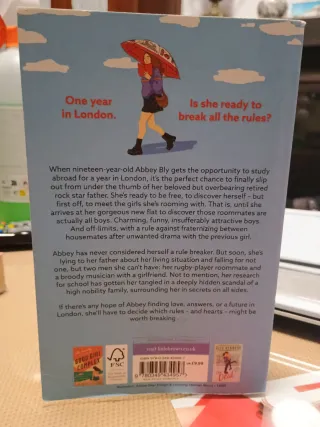 One year
in London.
Is she ready to
break all the rules?
When nineteen-year-old Abbey Bly gets the opportunity to study
abroad for a year in London, it's the perfect chance to finally slip
out from under the thumb of her beloved but overbearing retired
rock star father. She's ready to be free, to discover herself – but
first off, to meet the girls she's rooming with. That is, until she
arrives at her gorgeous new flat to discover those roommates are
actually all boys. Charming, funny, insufferably attractive boys.
And off-limits, with a rule against fraternizing between
housemates after unwanted drama with the previous girl.
Abbey has never considered herself a rule breaker. But soon, she's
lying to her father about her living situation and falling for not
one, but two men she can't have: her rugby-player roommate and
a broody musician with a girlfriend. Not to mention, her research
for school has gotten her tangled in a deeply hidden scandal of a
high nobility family, surrounding her in secrets on all sides.
If there's any hope of Abbey finding love, answers, or a future in
London, she'll have to decide which rules – and hearts – might be
worth breaking . . .
FSC